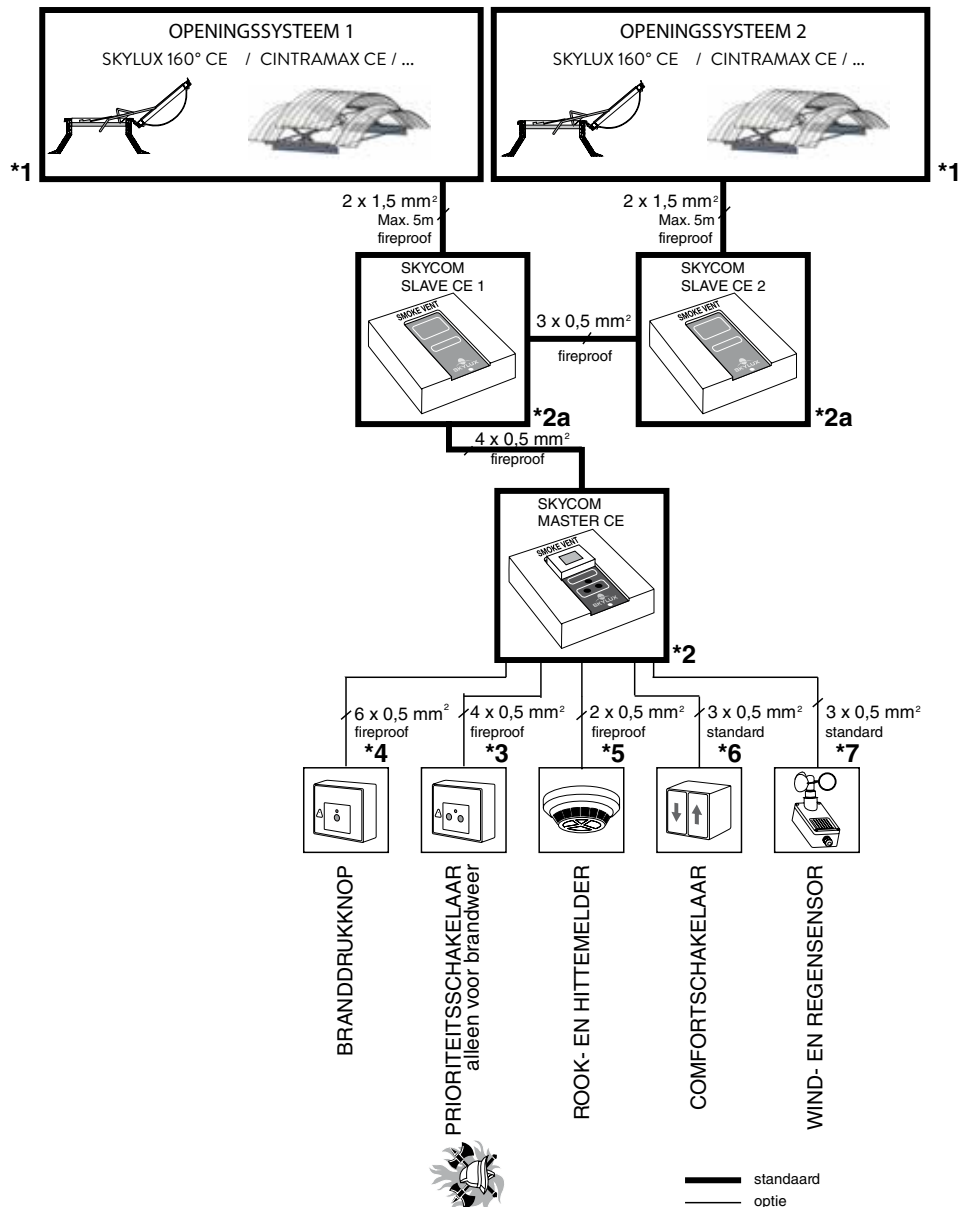 OPENINGSSYSTEEM 1
SKYLUX 160° CE / CINTRAMAX CE / ...
*1
OPENINGSSYSTEEM 2
SKYLUX 160° CE / CINTRAMAX CE / ...
*1
2 x 1,5 mm²
Max. 5m
fireproof
2 x 1,5 mm²
Max. 5m
fireproof
SKYCOM
SLAVE CE 1
SMOKE VENT
SKYLUX
*2a
3 x 0,5 mm²
fireproof
SKYCOM
SLAVE CE 2
SMOKE VENT
SKYLUX
*2a
4 x 0,5 mm²
fireproof
SKYCOM
MASTER CE
SMOKE VENT
SKYLUX
*2
6 x 0,5 mm²
fireproof
*4
4 x 0,5 mm²
fireproof
*3
2 x 0,5 mm²
fireproof
*5
3 x 0,5 mm²
standard
*6
3 x 0,5 mm²
standard
*7
BRANDDRUKKNOP
PRIORITEITSSCHAKELAAR
alleen voor brandweer
ROOK- EN HITTEMELDER
COMFORTSCHAKELAAR
WIND- EN REGENSENSOR
standaard
optie